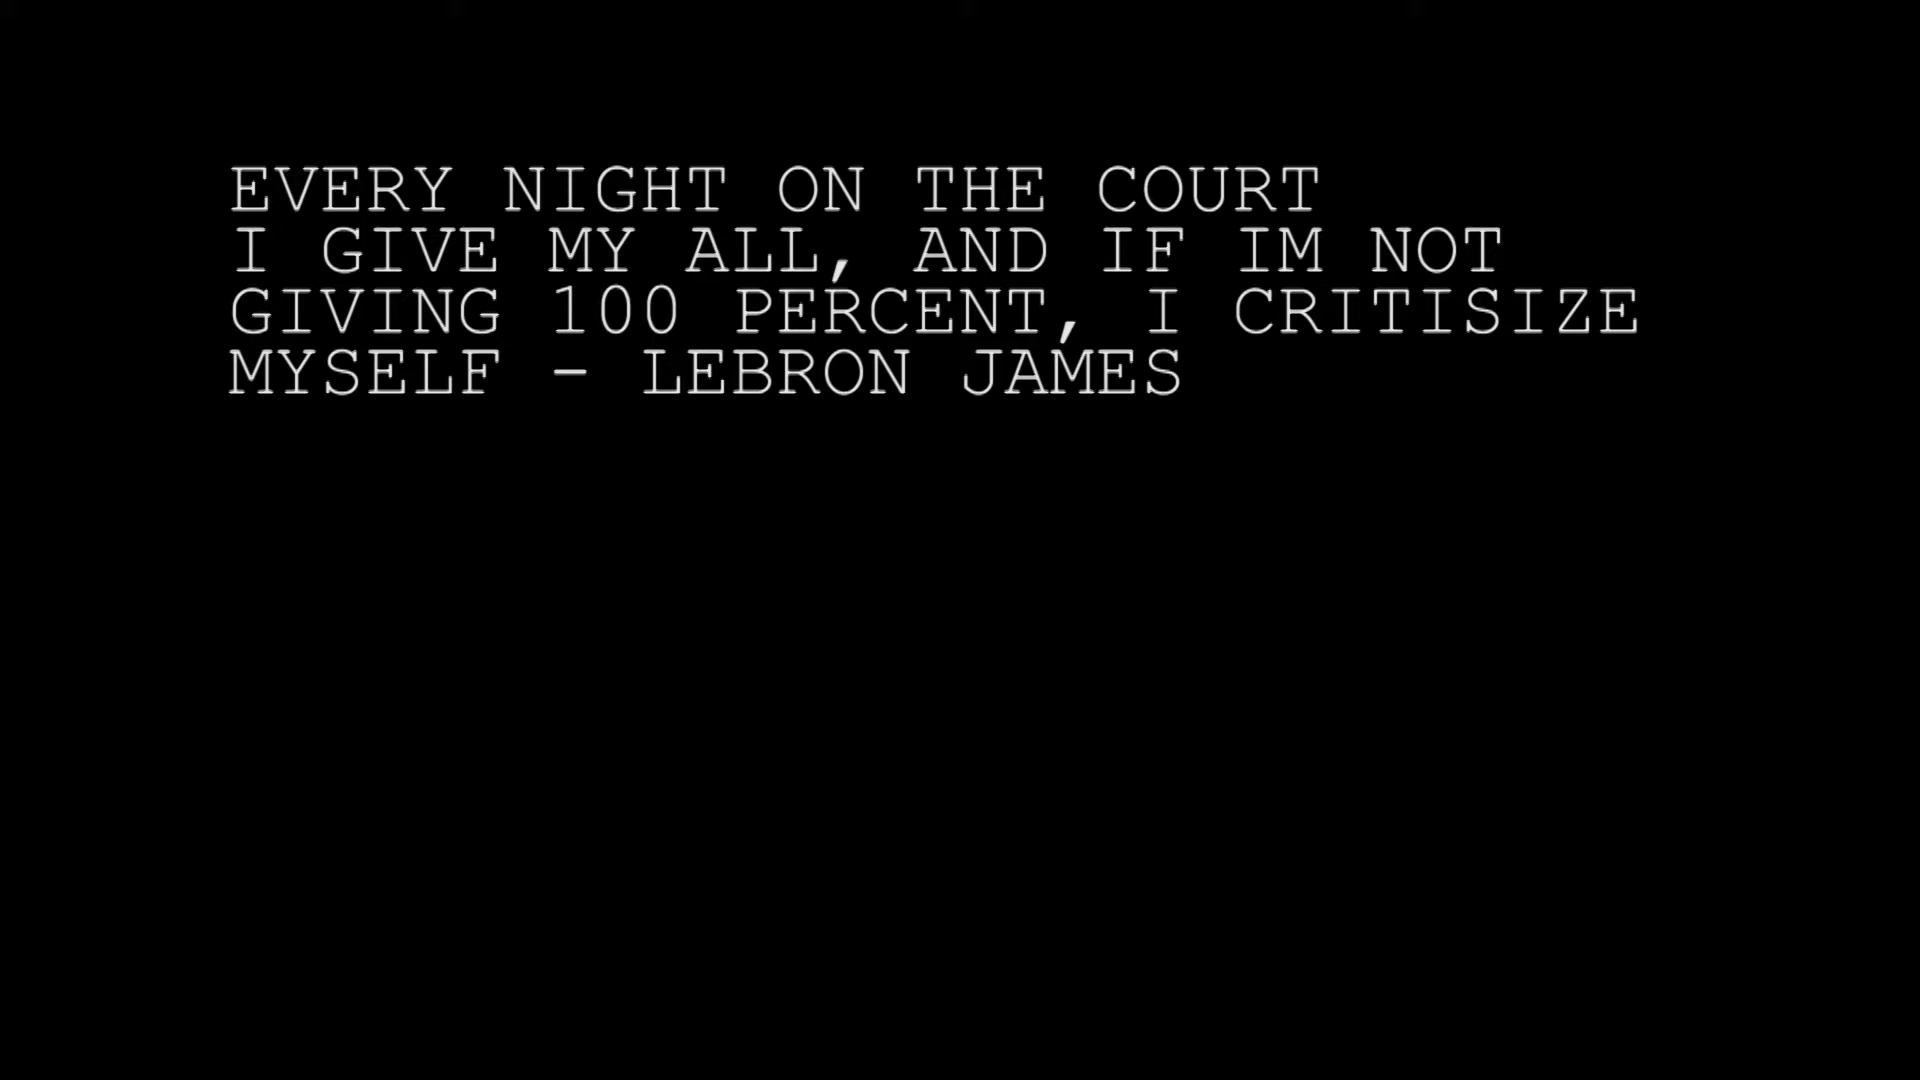 EVERY NIGHT ON THE COURT
I GIVE MY ALL, AND IF IM NOT
GIVING 100 PERCENT, I CRITISIZE
MYSELF - LEBRON JAMES